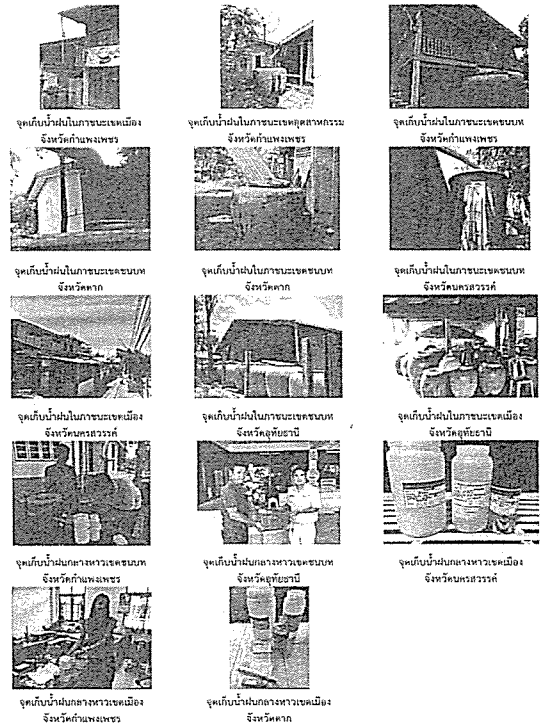 จุดเก็บน้ำฝนในภาชนะเขตเมือง
จังหวัดกำแพงเพชร
จุดเก็บน้ำฝนในภาชนะเขตอุตสาหกรรม
จังหวัดกำแพงเพชร
จุดเก็บน้ำฝนในภาชนะเขตชนบท
จังหวัดกำแพงเพชร
จุดเก็บน้ำฝนในภาชนะเขตชนบท
จังหวัดตาก
จุดเก็บน้ำฝนในภาชนะเขตชนบท
จังหวัดตาก
จุดเก็บน้ำฝนในภาชนะเขตชนบท
จังหวัดนครสวรรค์
จุดเก็บน้ำฝนในภาชนะเขตเมือง
จังหวัดนครสวรรค์
จุดเก็บน้ำฝนในภาชนะเขตชนบท
จังหวัดอุทัยธานี
จุดเก็บน้ำฝนในภาชนะเขตเมือง
จังหวัดอุทัยธานี
จุดเก็บน้ำฝนกลางหาวเขตชนบท
จังหวัดกำแพงเพชร
จุดเก็บน้ำฝนกลางหาวเขตชนบท
จังหวัดอุทัยธานี
จุดเก็บน้ำฝนกลางหาวเขตเมือง
จังหวัดนครสวรรค์
จุดเก็บน้ำฝนกลางหาวเขตเมือง
จังหวัดกำแพงเพชร
จุดเก็บน้ำฝนกลางหาวเขตเมือง
จังหวัดตาก